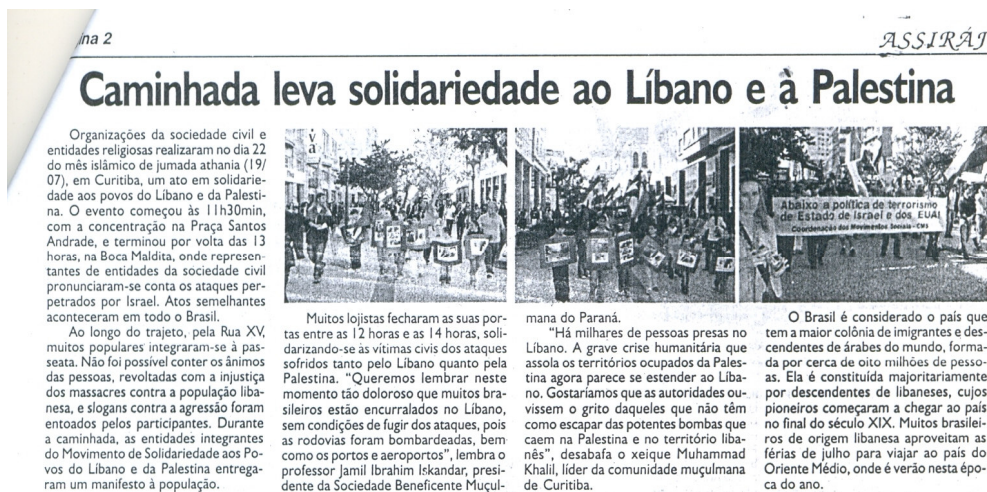 ina 2
ASSIRÁJ
Caminhada leva solidariedade ao Líbano e à Palestina
Organizações da sociedade civil e
entidades religiosas realizaram no dia 22
do mês islâmico de jumada athania (19/
07), em Curitiba, um ato em solidarie-
dade aos povos do Líbano e da Palesti-
na. O evento começou às 11h30min,
com a concentração na Praça Santos
Andrade, e terminou por volta das 13
horas, na Boca Maldita, onde represen-
tantes de entidades da sociedade civil
pronunciaram-se conta os ataques per-
petrados por Israel. Atos semelhantes
aconteceram em todo o Brasil.
Ao longo do trajeto, pela Rua XV,
muitos populares integraram-se à pas-
seata. Não foi possível conter os ânimos
das pessoas, revoltadas com a injustiça
dos massacres contra a população liba-
nesa, e slogans contra a agressão foram
entoados pelos participantes. Durante
a caminhada, as entidades integrantes
do Movimento de Solidariedade aos Po-
vos do Líbano e da Palestina entrega-
ram um manifesto à população.
Abaixo a política de terrorismo
de Estado de Israel e dos EUA!
Coordenação dos Movimentos Sociais - CMS
Muitos lojistas fecharam as suas por-
tas entre as 12 horas e as 14 horas, soli-
darizando-se às vítimas civis dos ataques
sofridos tanto pelo Líbano quanto pela
Palestina. "Queremos lembrar neste
momento tão doloroso que muitos bra-
sileiros estão encurralados no Líbano,
sem condições de fugir dos ataques, pois
as rodovias foram bombardeadas, bem
como os portos e aeroportos", lembra o
professor Jamil Ibrahim Iskandar, presi-
dente da Sociedade Beneficente Muçul-
mana do Paraná.
"Há milhares de pessoas presas no
Líbano. A grave crise humanitária que
assola os territórios ocupados da Pales-
tina agora parece se estender ao Líba-
no. Gostaríamos que as autoridades ou-
vissem o grito daqueles que não têm
como escapar das potentes bombas que
caem na Palestina e no território liba-
nês", desabafa o xeique Muhammad
Khalil, líder da comunidade muçulmana
de Curitiba.
O Brasil é considerado o país que
tem a maior colônia de imigrantes e des-
cendentes de árabes do mundo, forma-
da por cerca de oito milhões de pesso-
as. Ela é constituída majoritariamente
por descendentes de libaneses, cujos
pioneiros começaram a chegar ao país
no final do século XIX. Muitos brasilei-
ros de origem libanesa aproveitam as
férias de julho para viajar ao país do
Oriente Médio, onde é verão nesta épo-
ca do ano.